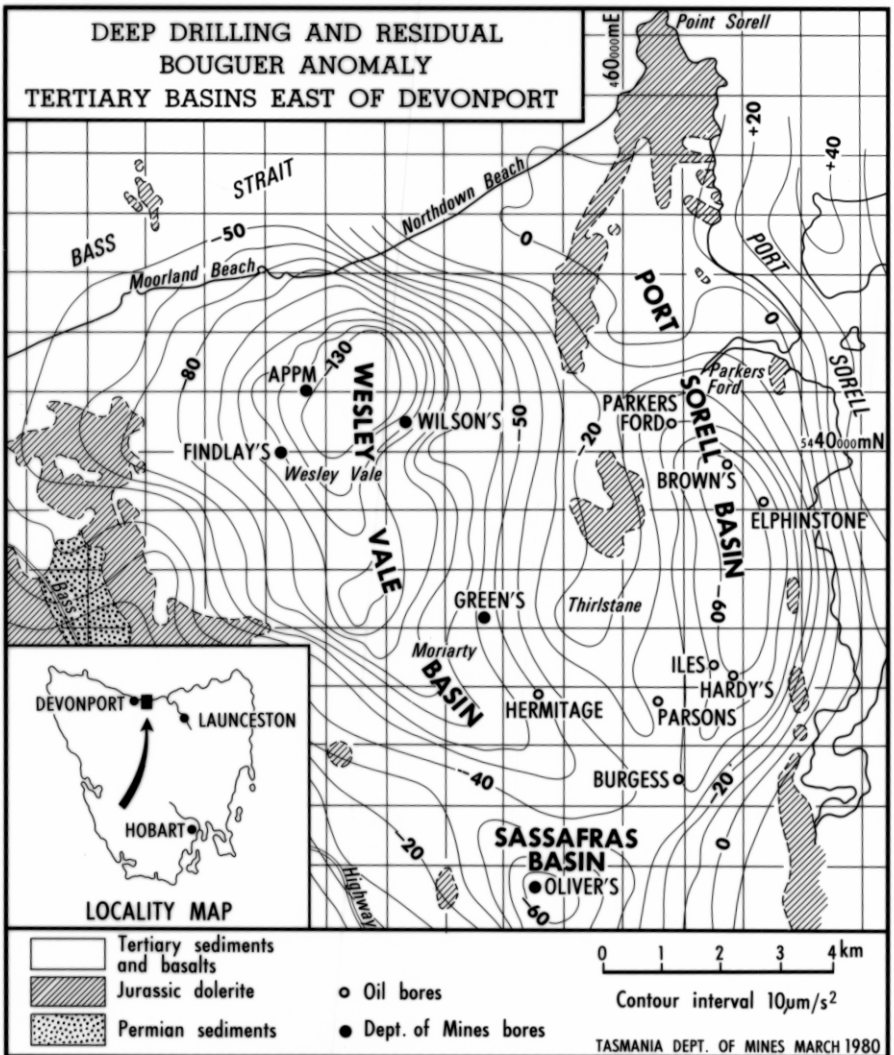 DEEP DRILLING AND RESIDUAL
BOUGUER ANOMALY
TERTIARY BASINS EAST OF DEVONPORT
460000mE
Point Sorell
+20
+40
STRAIT
BASS
Northdown Beach
-50
Moorland Beach
0
PORT
PORT
SORELL
0
-80
-130
APPM
WESLEY
WILSON'S
-50
FINDLAY'S
Wesley Vale
VALE
-20
Parkers
Ford
PARKERS
FORD
SORELL
5440000mN
BROWN'S
ELPHINSTONE
BASIN
-60
GREEN'S
Thirlstane
Bass
Moriarty
BASIN
ILES
HARDY'S
HERMITAGE
PARSONS
DEVONPORT
LAUNCESTON
HOBART
LOCALITY MAP
-40
BURGESS
-20
-20
0
SASSAFRAS
BASIN
OLIVER'S
-60
Highway
Tertiary sediments
and basalts
Jurassic dolerite
Permian sediments
Oil bores
Dept. of Mines bores
0 1 2 3 4 km
Contour interval 10μm/s²
TASMANIA DEPT. OF MINES MARCH 1980